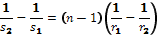 1/s₂ − 1/s₁ = (n − 1)(1/r₁ − 1/r₂)